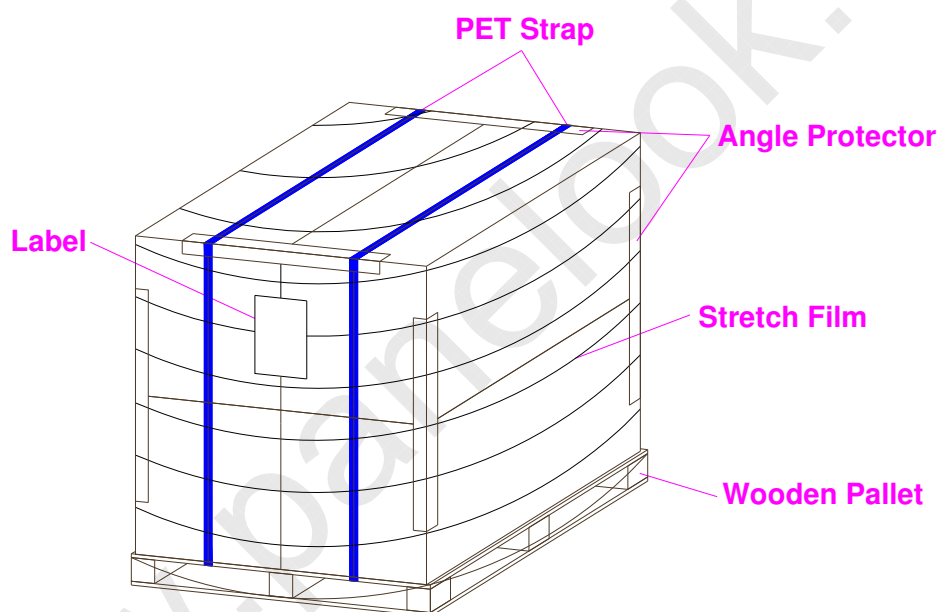 PET Strap
Angle Protector
Label
Stretch Film
Wooden Pallet
.panelook.